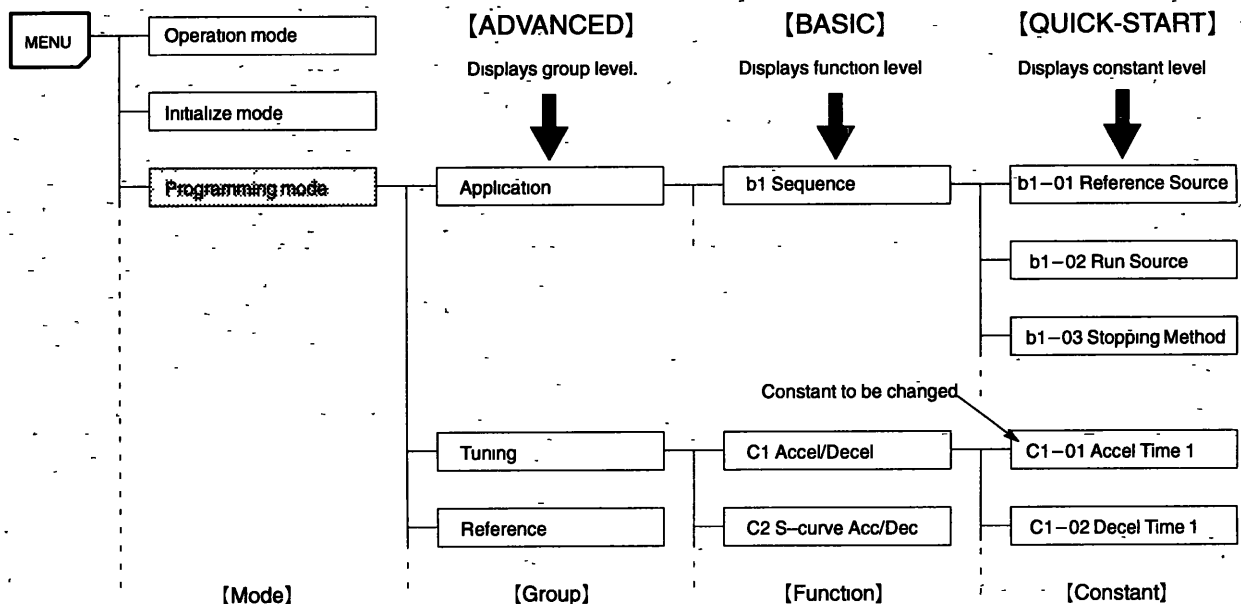 MENU
Operation mode
Initialize mode
Programming mode
【ADVANCED】
Displays group level.
【BASIC】
Displays function level
【QUICK-START】
Displays constant level
Application
b1 Sequence
b1-01 Reference Source
b1-02 Run Source
b1-03 Stopping Method
Constant to be changed
Tuning
C1 Accel/Decel
C1-01 Accel Time 1
Reference
C2 S-curve Acc/Dec
C1-02 Decel Time 1
【Mode】
【Group】
【Function】
【Constant】